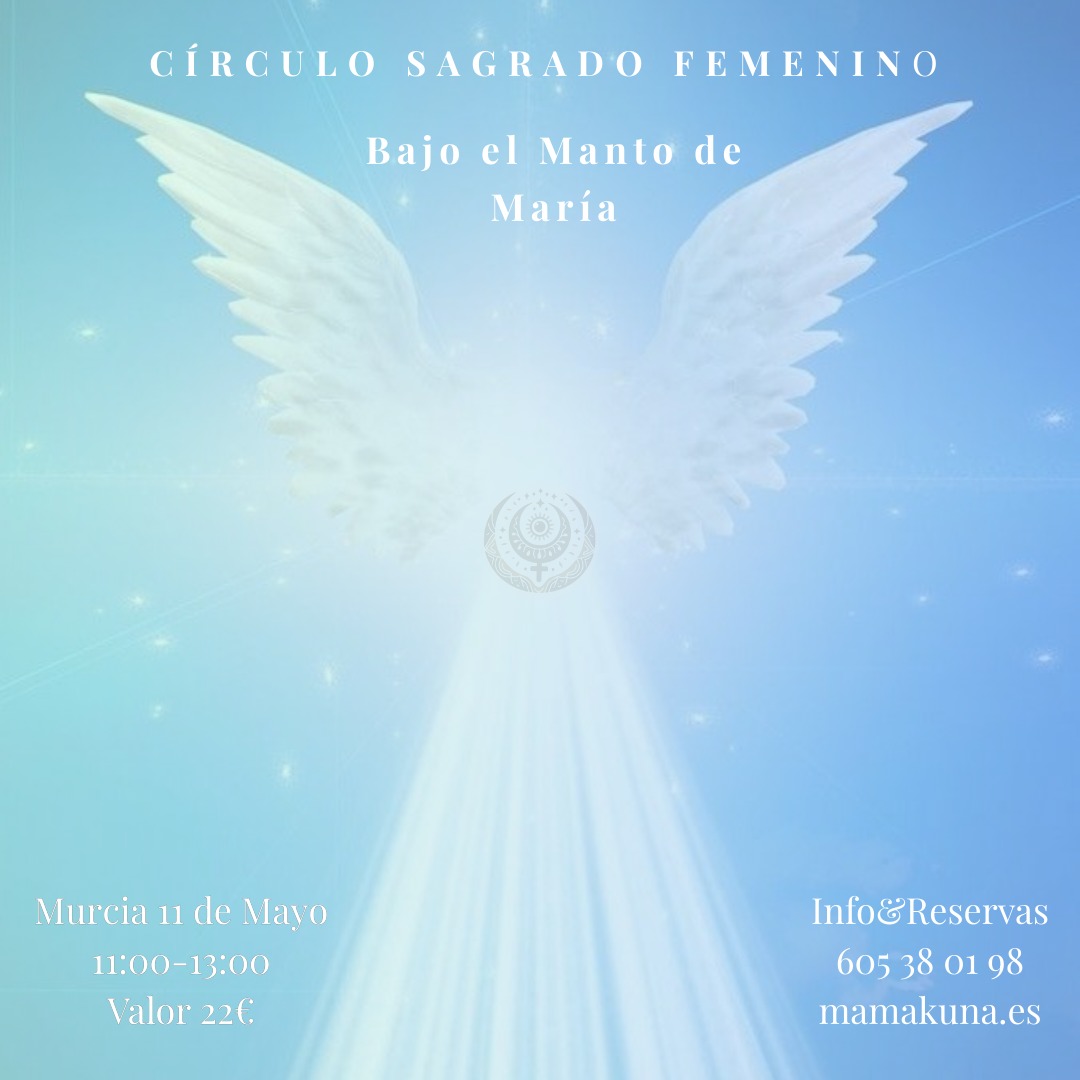 CÍRCULO SAGRADO FEMENINO
Bajo el Manto de
María
Murcia 11 de Mayo
11:00-13:00
Valor 22€
Info&Reservas
605 38 01 98
mamakuna.es